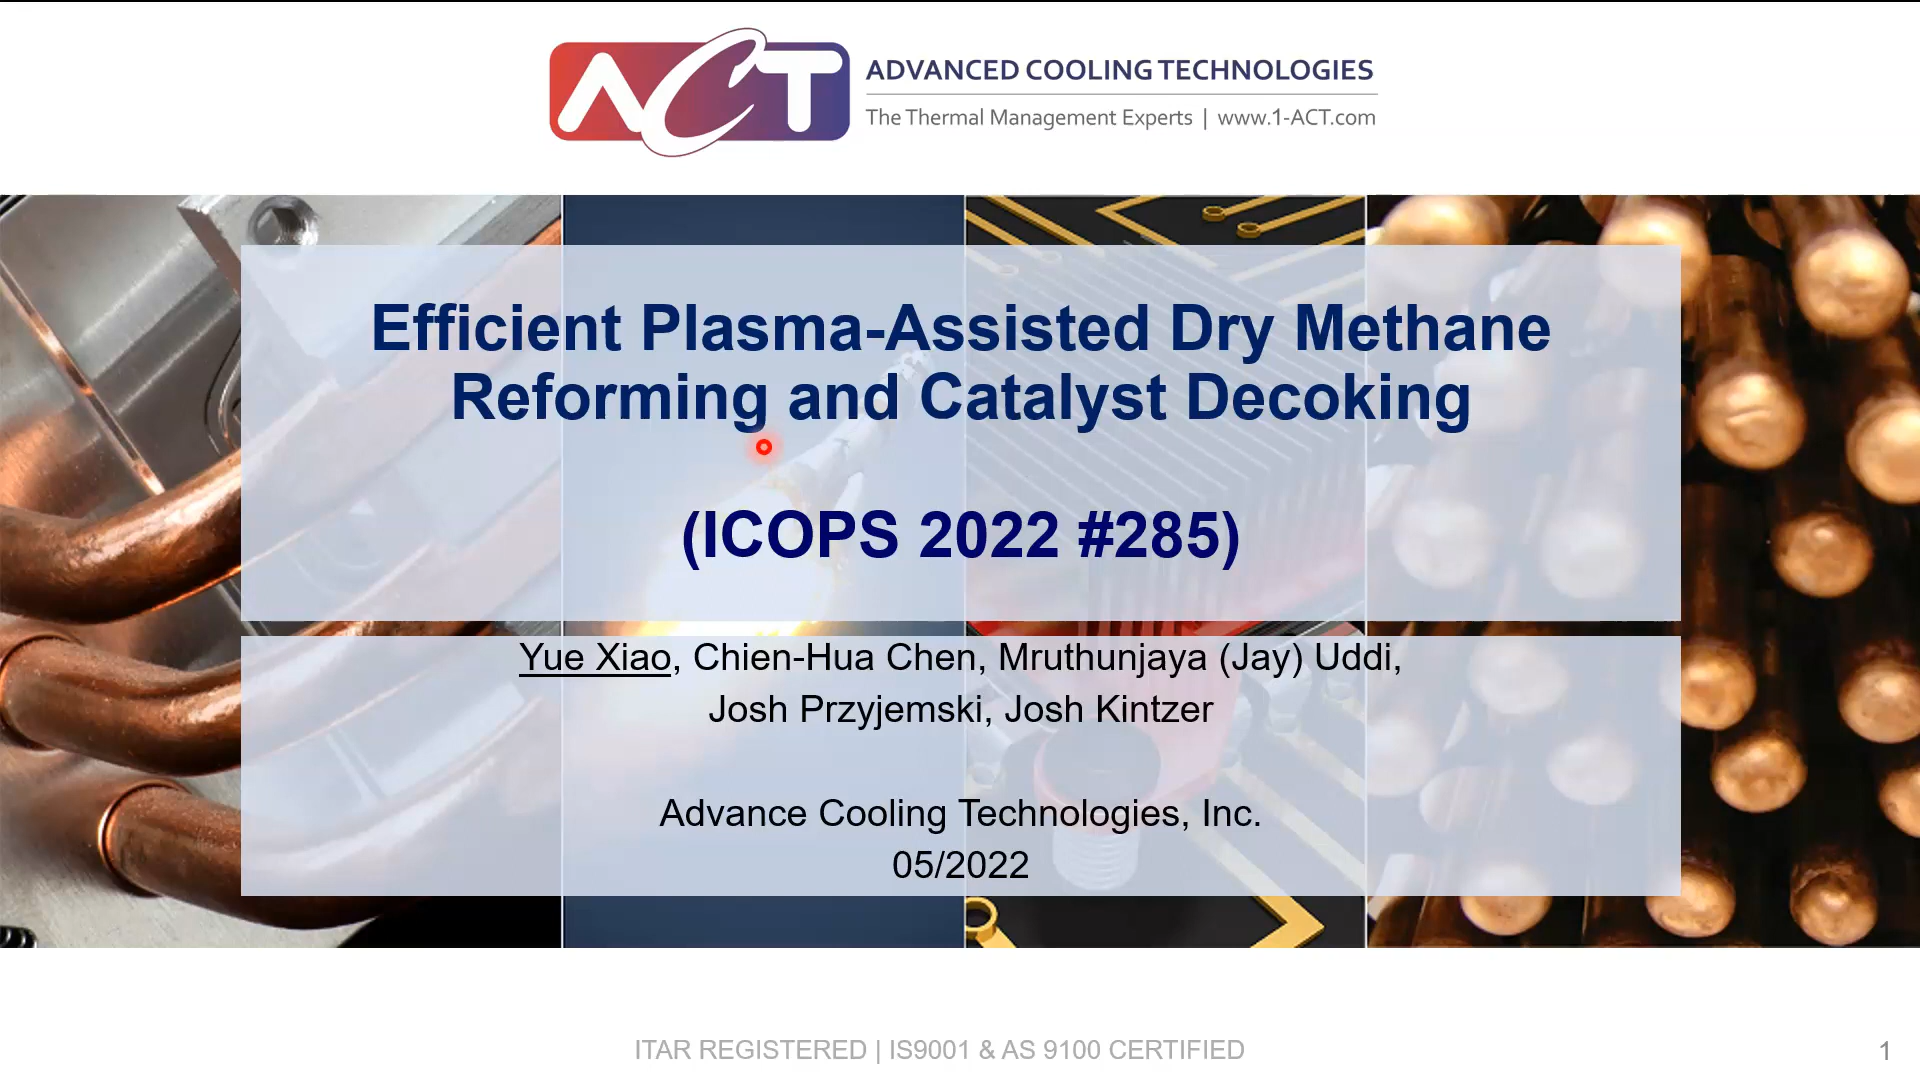 ACT
ADVANCED COOLING TECHNOLOGIES
The Thermal Management Experts | www.1-ACT.com
Efficient Plasma-Assisted Dry Methane
Reforming and Catalyst Decoking
(ICOPS 2022 #285)
Yue Xiao, Chien-Hua Chen, Mruthunjaya (Jay) Uddi,
Josh Przyjemski, Josh Kintzer
Advance Cooling Technologies, Inc.
05/2022
ITAR REGISTERED | IS9001 & AS 9100 CERTIFIED
1